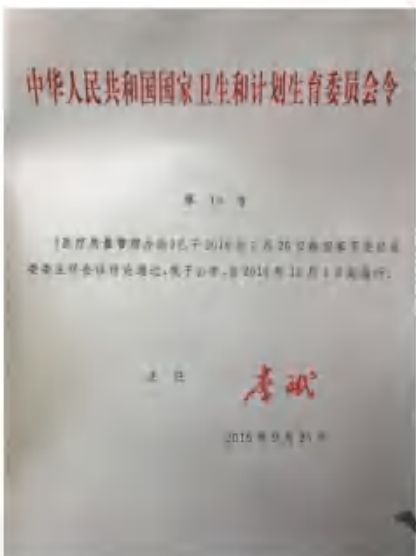 中华人民共和国国家卫生和计划生育委员会令
第 10 号
《医疗质量管理办法》已于2016年7月26日经国家卫生计生
委委主任会议讨论通过，现予公布，自2016年11月1日起施行。
主 任 李斌
2016年9月25日